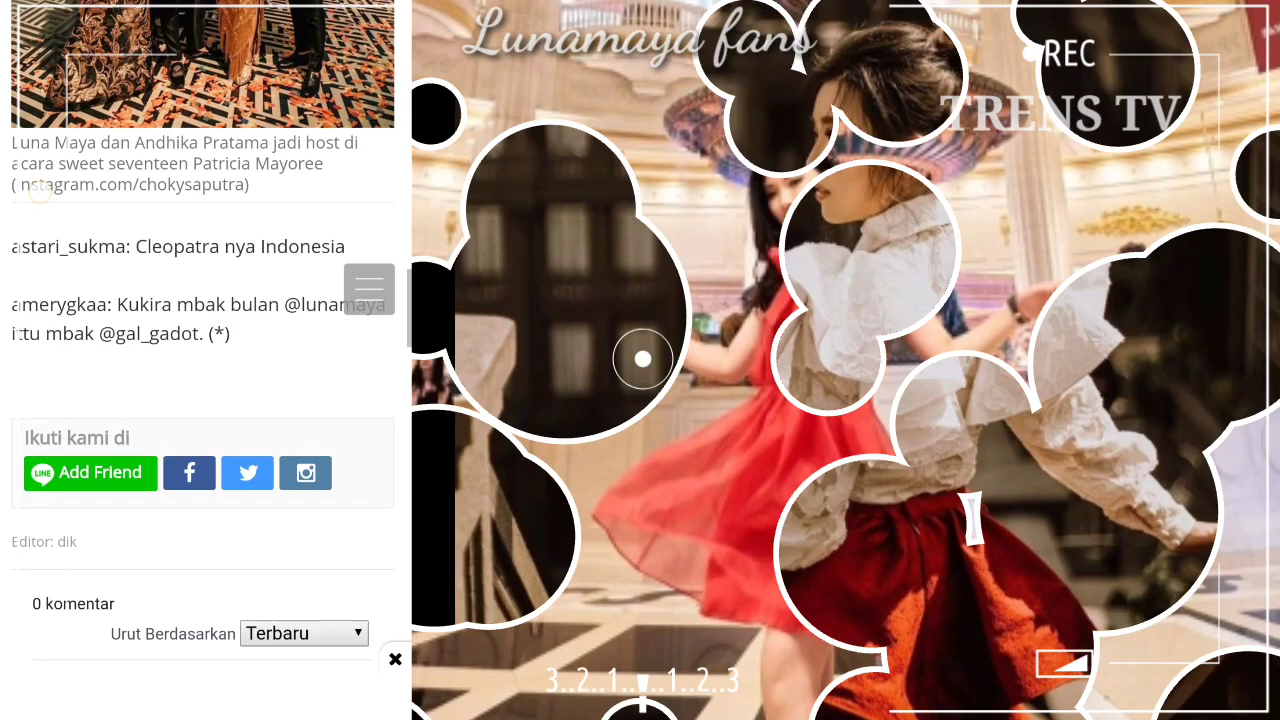 Luna Maya dan Andhika Pratama jadi host di
acara sweet seventeen Patricia Mayoree
( nstagram.com/chokysaputra)
astari_sukma: Cleopatra nya Indonesia
amerygkaa: Kukira mbak bulan @lunamaya
ittu mbak @gal_gadot. (*)
Ikuti kami di
LINE Add Friend
Editor: dik
0 komentar
Urut Berdasarkan Terbaru
Lunamaya fans
REC
TRENS TV
3..2..1..▼..1..2..3